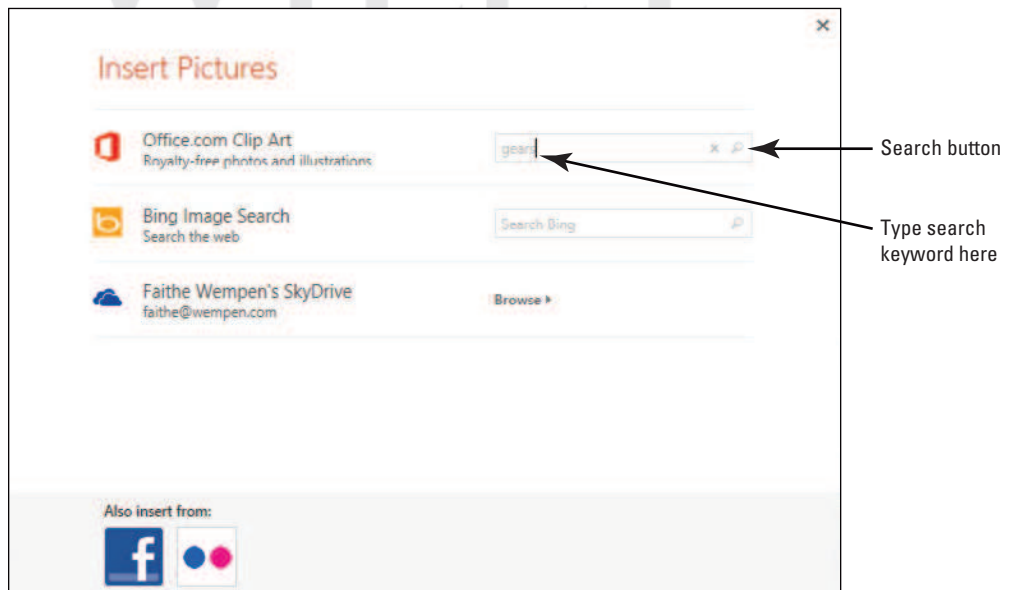 Insert Pictures
Office.com Clip Art
Royalty-free photos and illustrations
gears
Search button
Bing Image Search
Search the web
Search Bing
Type search
keyword here
Faithe Wempen's SkyDrive
faithe@wempen.com
Browse
Also insert from: